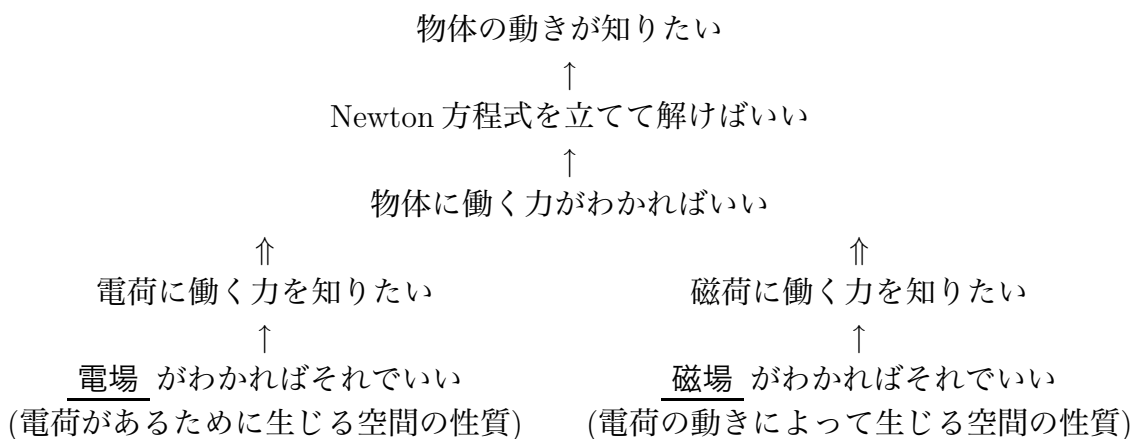 物体の動きが知りたい
↑
Newton 方程式を立てて解けばいい
↑
物体に働く力がわかればいい
⇑ ⇑
電荷に働く力を知りたい 磁荷に働く力を知りたい
↑ ↑
電場 がわかればそれでいい 磁場 がわかればそれでいい
(電荷があるために生じる空間の性質) (電荷の動きによって生じる空間の性質)